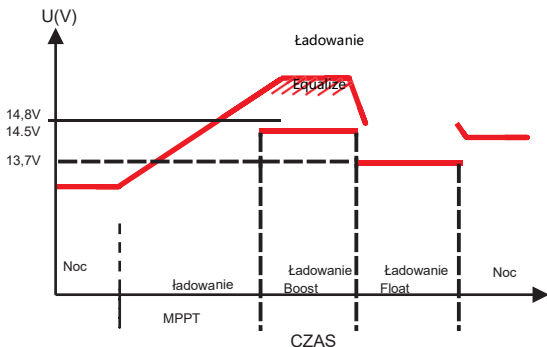 U(V)
Ładowanie
Equalize
14,8V
14.5V
13,7V
Noc
ładowanie
MPPT
Ładowanie
Boost
Ładowanie
Float
Noc
CZAS